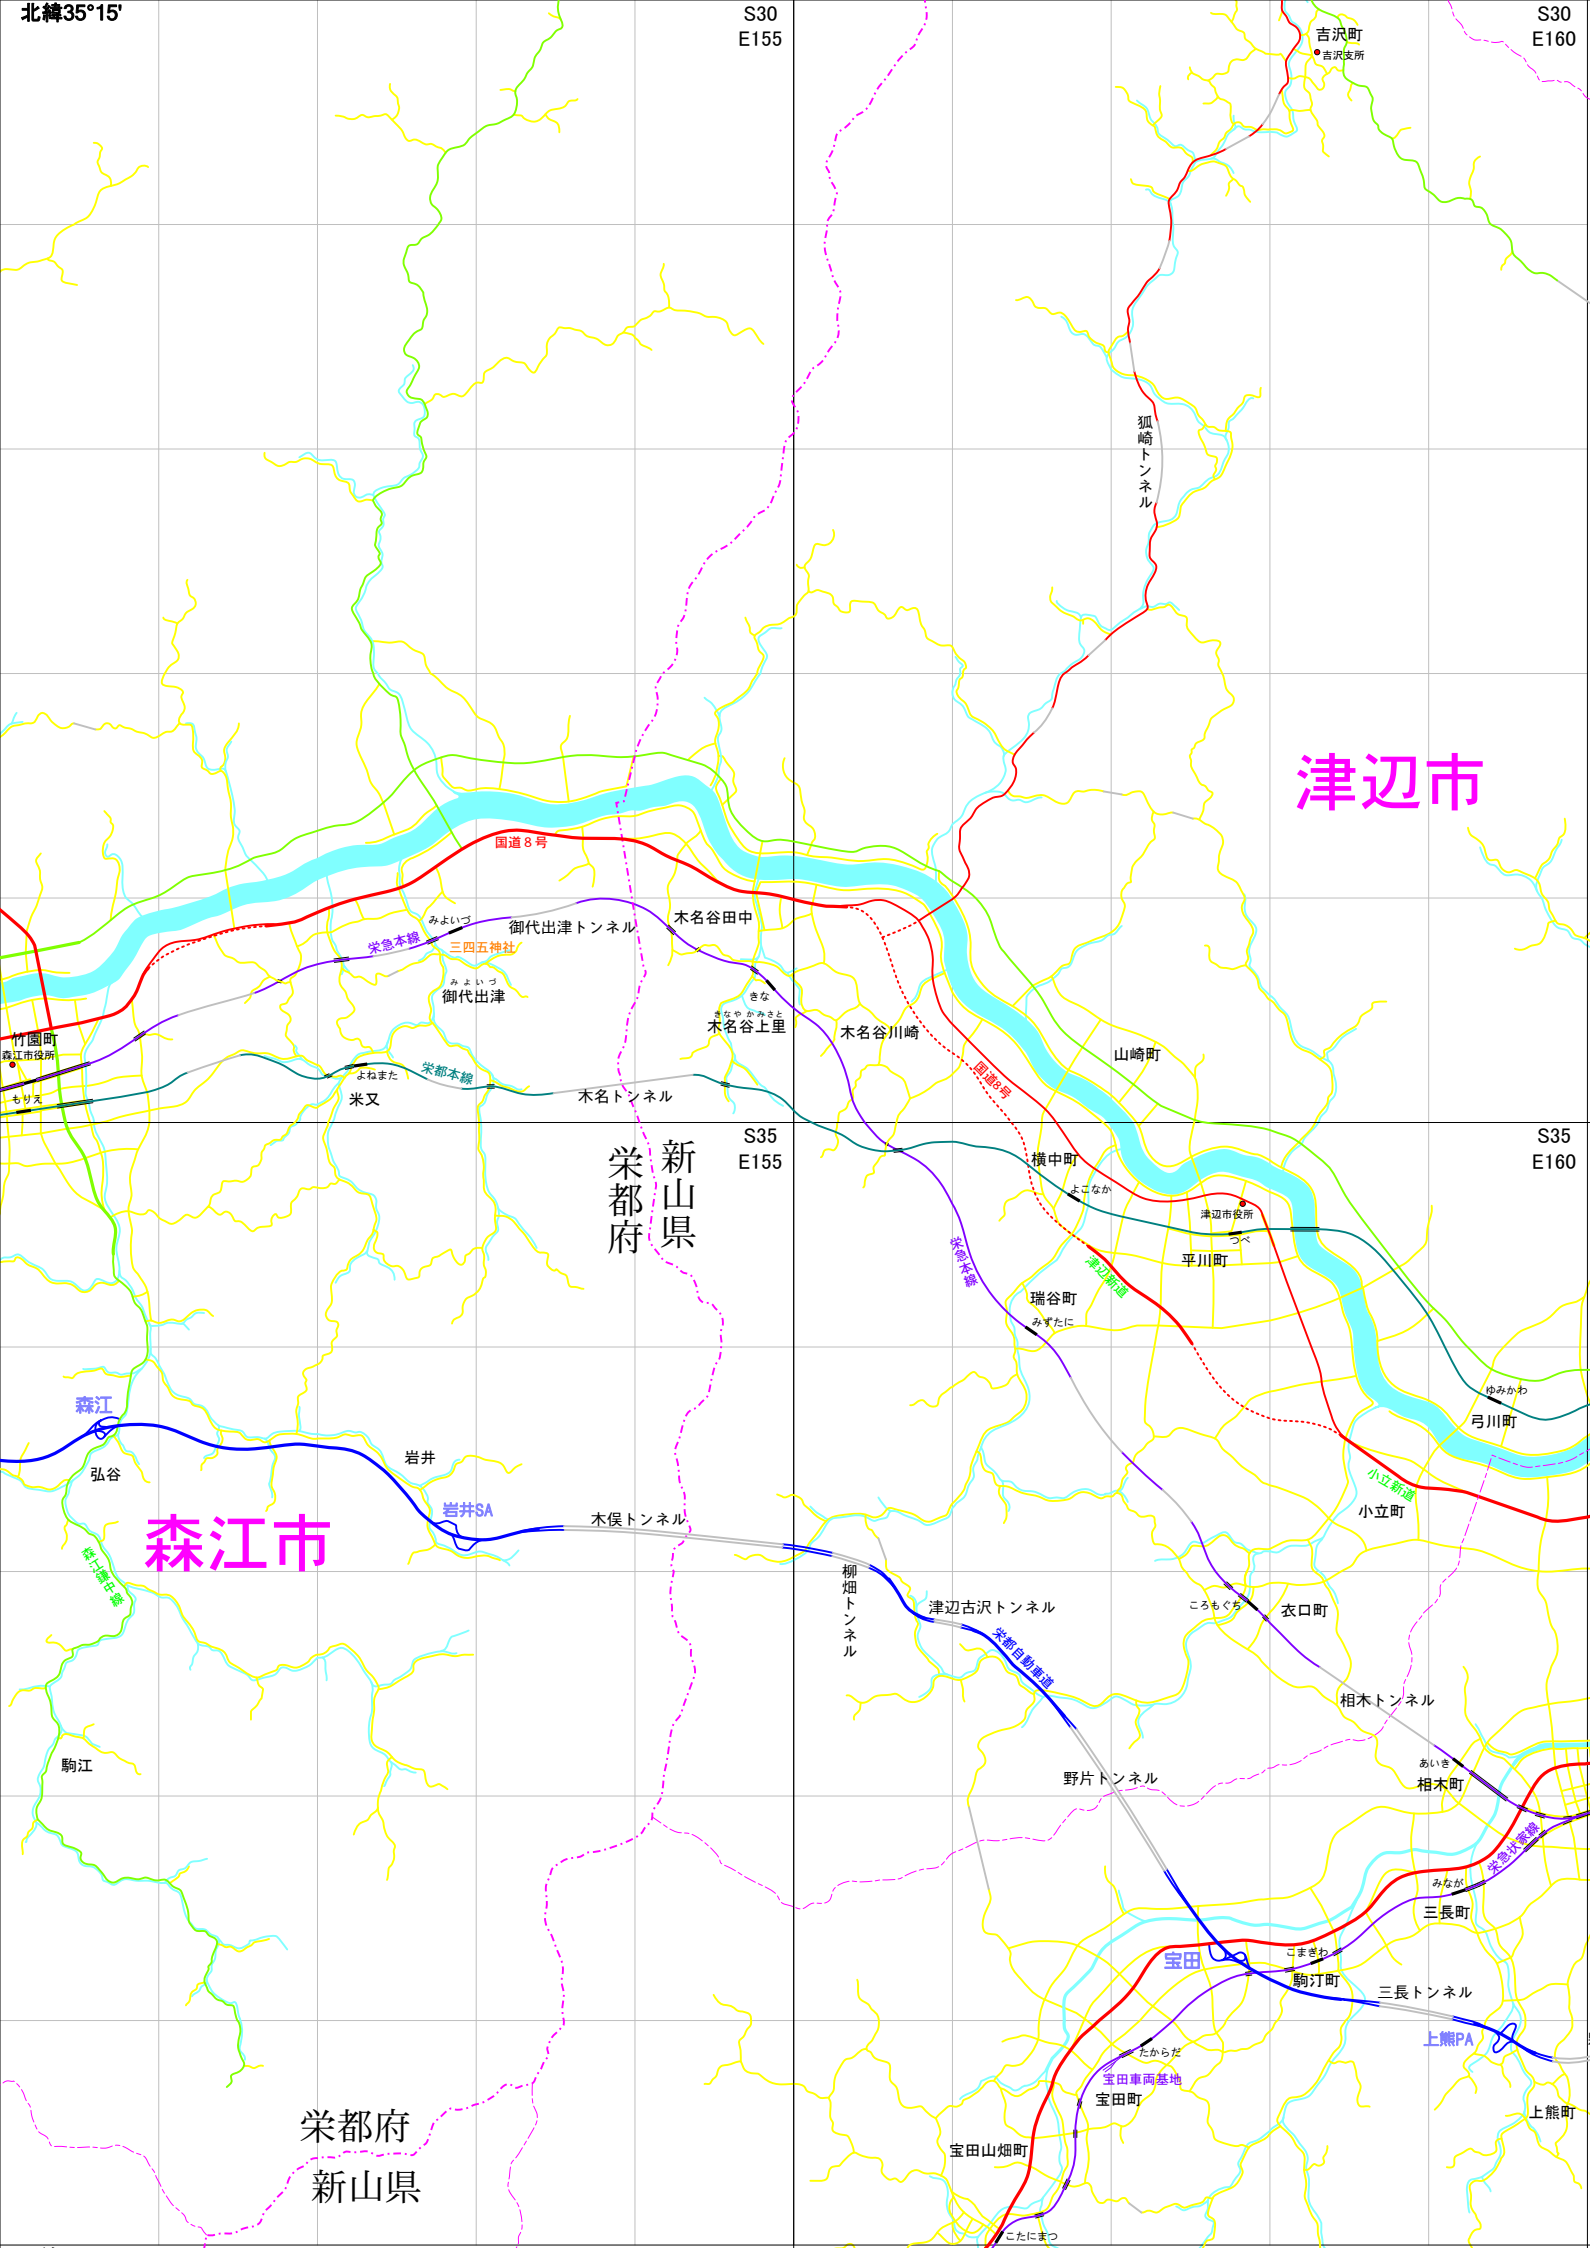 北緯35°15'
S30
E155
S30
E160
吉沢町
吉沢支所
狐崎トンネル
津辺市
国道８号
みよいづ
栄急本線
三四五神社
御代出津トンネル
木名谷田中
みよいづ
御代出津
きな
きなやかみさと
木名谷上里
木名谷川崎
山崎町
竹園町
森江市役所
もりえ
よねまた
米又
栄都本線
木名トンネル
国道8号
S35
E155
S35
E160
栄都府
新山県
横中町
よこなか
津辺市役所
つべ
平川町
栄急本線
津辺新道
瑞谷町
みずたに
ゆみかわ
弓川町
森江
弘谷
岩井
岩井SA
森江市
木俣トンネル
小立新道
小立町
森江鎌中線
柳畑トンネル
津辺古沢トンネル
栄都自動車道
ころもぐち
衣口町
相木トンネル
駒江
野片トンネル
あいき
相木町
栄急状家線
みなが
三長町
宝田
こまぎわ
駒汀町
三長トンネル
上熊PA
たからだ
宝田車両基地
宝田町
上熊町
栄都府
新山県
宝田山畑町
こたにまつ